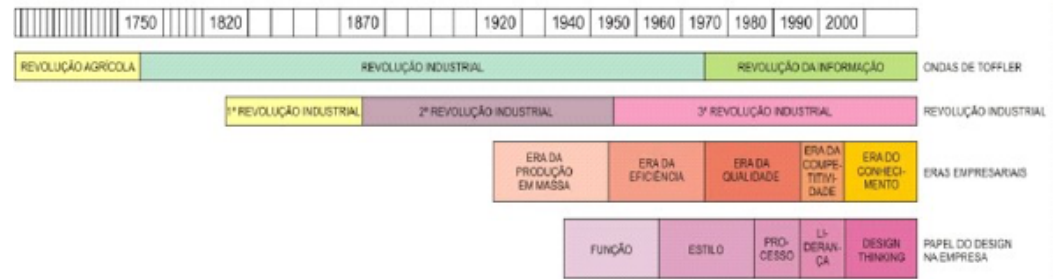 1750 1820 1870 1920 1940 1950 1960 1970 1980 1990 2000
REVOLUÇÃO AGRÍCOLA REVOLUÇÃO INDUSTRIAL REVOLUÇÃO DA INFORMAÇÃO ONDAS DE TOFFLER
1ª REVOLUÇÃO INDUSTRIAL 2ª REVOLUÇÃO INDUSTRIAL 3ª REVOLUÇÃO INDUSTRIAL REVOLUÇÃO INDUSTRIAL
ERA DA
PRODUÇÃO
EM MASSA
ERA DA
EFICIÊNCIA
ERA DA
QUALIDADE
ERA DA
COMPE-
TITIVI-
DADE
ERA DO
CONHECI-
MENTO
ERAS EMPRESARIAIS
FUNÇÃO
ESTILO
PRO-
CESSO
LI-
DERAN-
ÇA
DESIGN
THINKING
PAPEL DO DESIGN
NA EMPRESA